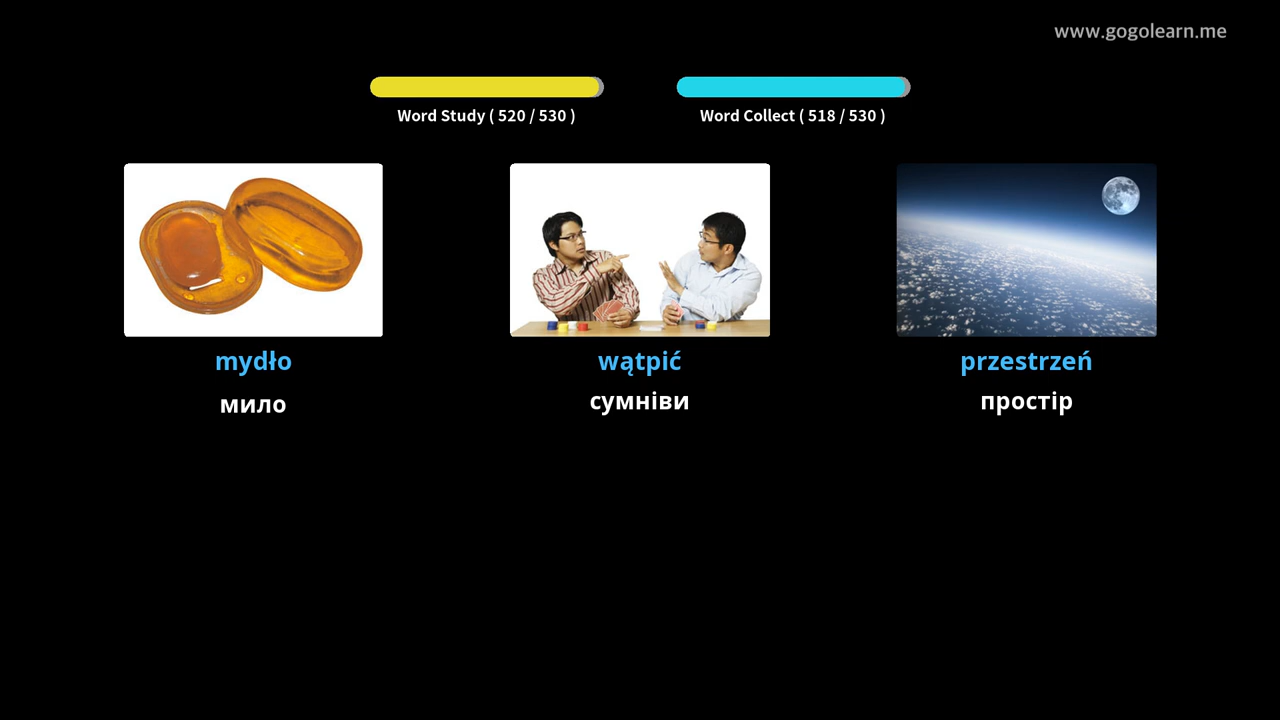 www.gogolearn.me
Word Study ( 520 / 530 )
Word Collect ( 518 / 530 )
mydło
wątpić
przestrzeń
мило
сумніви
простір